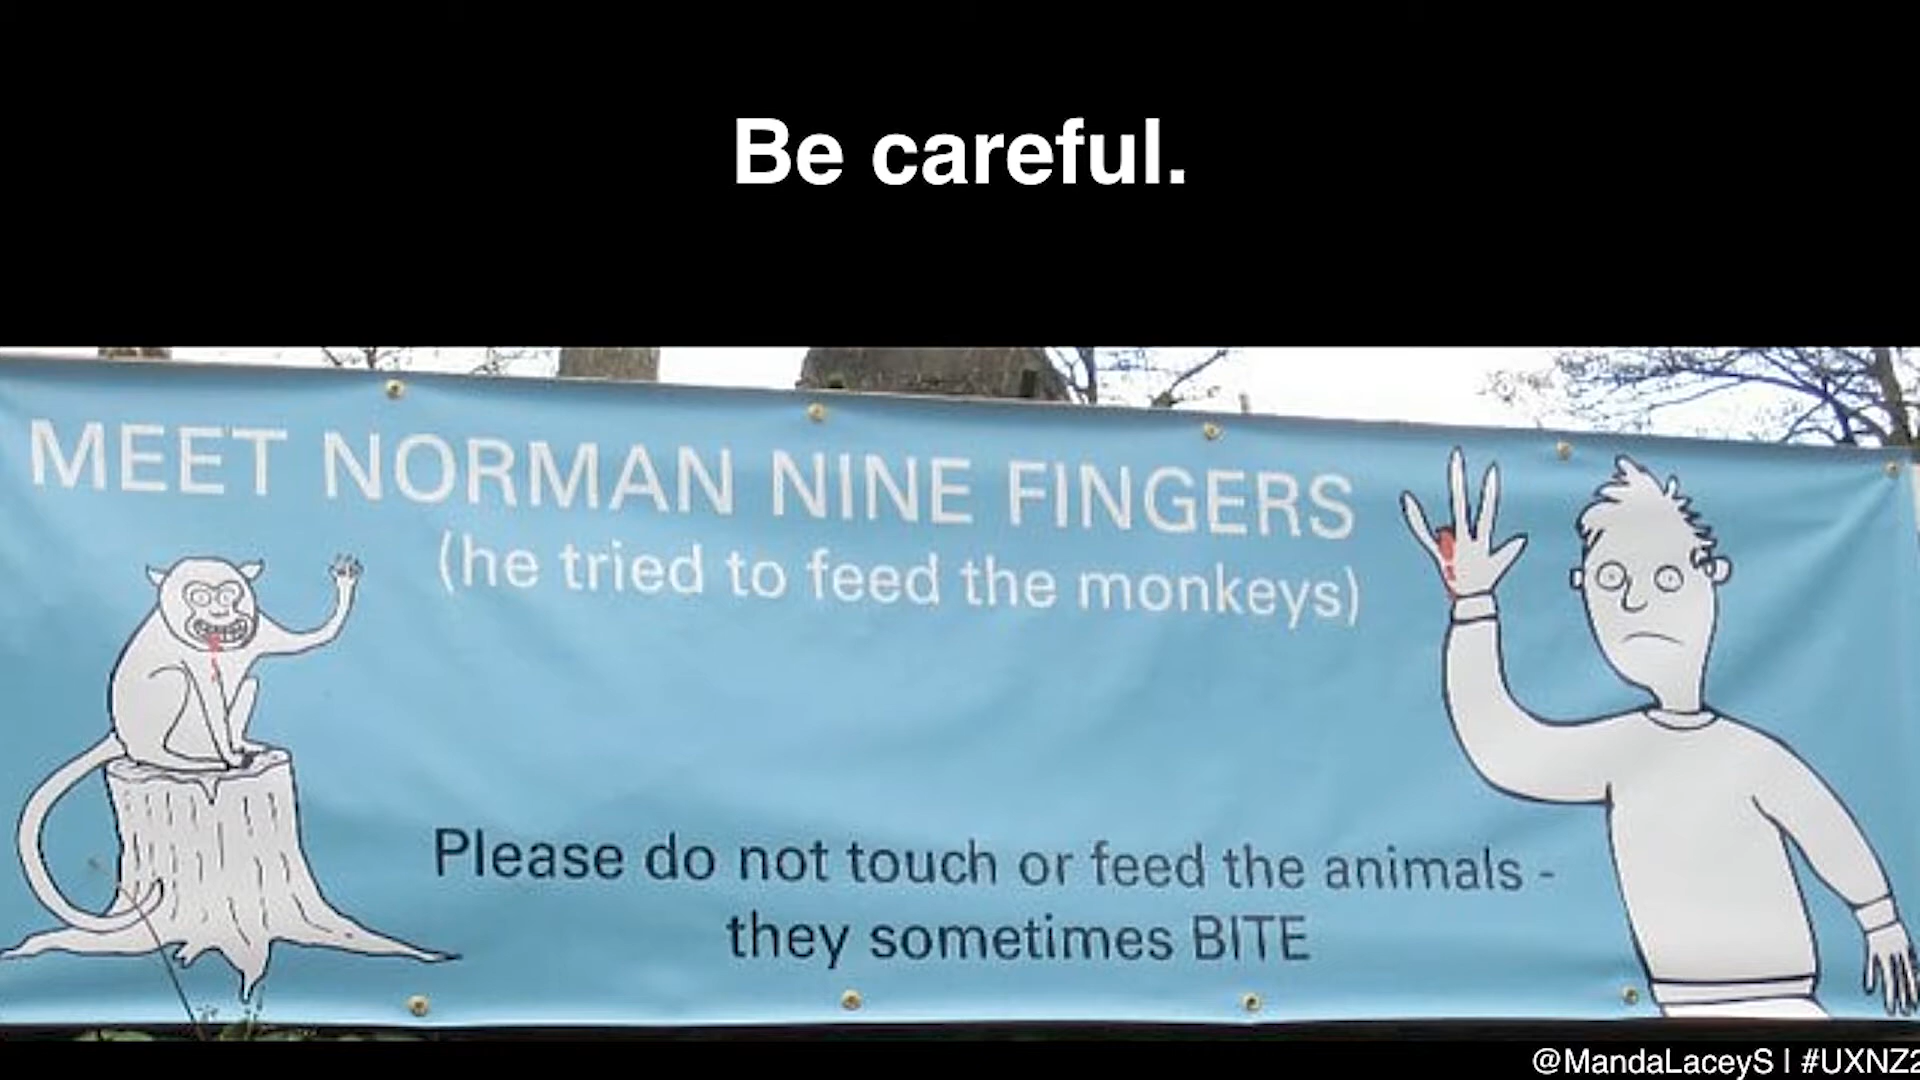 Be careful.
MEET NORMAN NINE FINGERS
(he tried to feed the monkeys)
Please do not touch or feed the animals -
they sometimes BITE
@MandaLaceyS | #UXNZ2